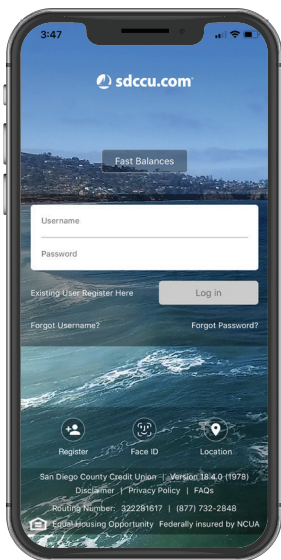 3:47
sdccu.com
Fast Balances
Username
Password
Existing User Register Here
Log in
Forgot Username?
Forgot Password?
Register
Face ID
Location
San Diego County Credit Union | Version 18.4.0 (1978)
Disclaimer | Privacy Policy | FAQs
Routing Number: 322281617 | (877) 732-2848
Equal Housing Opportunity Federally insured by NCUA